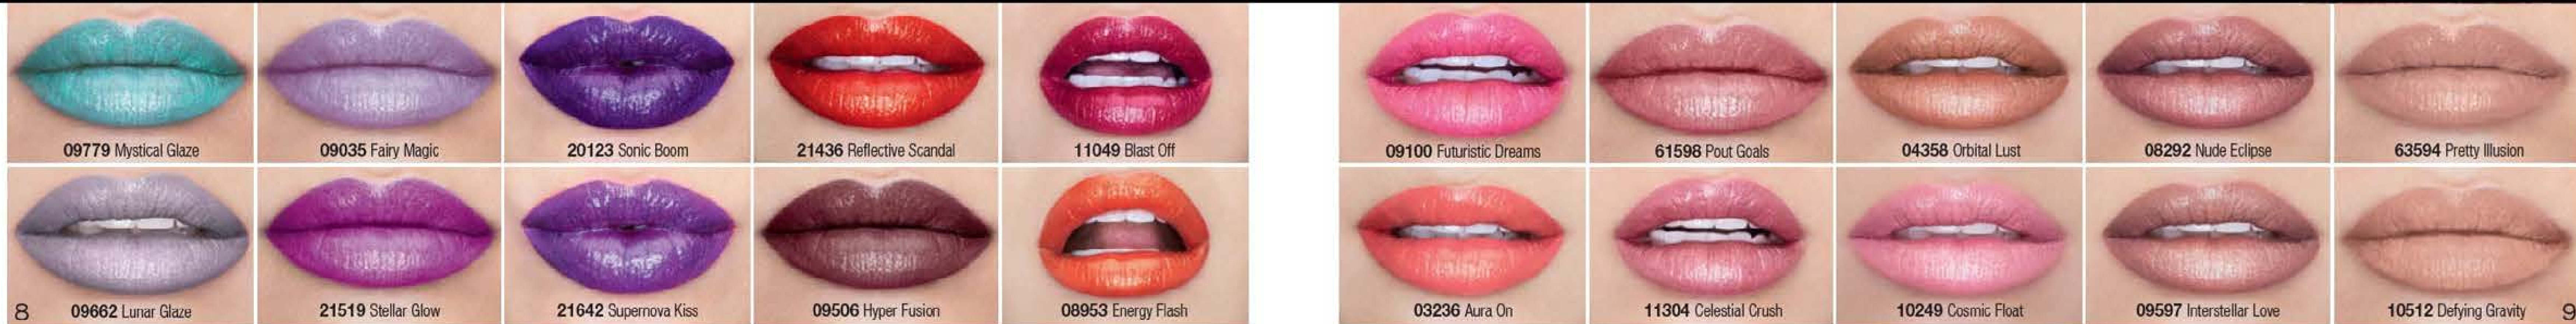 09779 Mystical Glaze
09035 Fairy Magic
20123 Sonic Boom
21436 Reflective Scandal
11049 Blast Off
09100 Futuristic Dreams
61598 Pout Goals
04358 Orbital Lust
08292 Nude Eclipse
63594 Pretty Illusion
8
09662 Lunar Glaze
21519 Stellar Glow
21642 Supernova Kiss
09506 Hyper Fusion
08953 Energy Flash
03236 Aura On
11304 Celestial Crush
10249 Cosmic Float
09597 Interstellar Love
10512 Defying Gravity
9